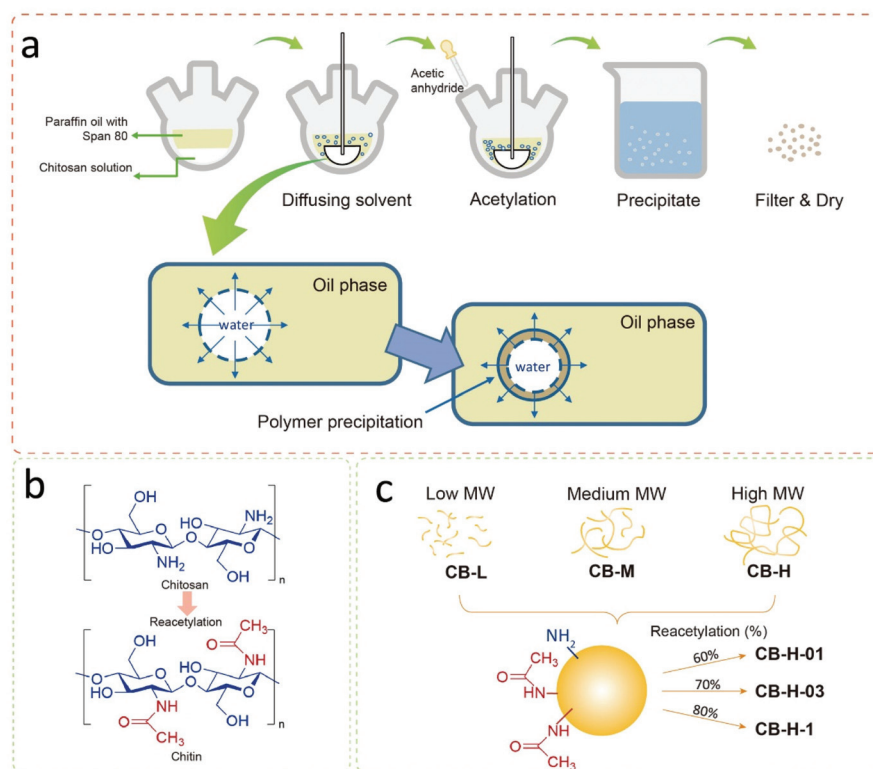 a
Paraffin oil with
Span 80
Chitosan solution
Acetic
anhydride
Diffusing solvent
Acetylation
Precipitate
Filter & Dry
Oil phase
water
Oil phase
water
Polymer precipitation
b
OH
O
HO
NH2
O
HO
NH2
O
O
OH
n
Chitosan
Reacetylation
CH3
O
NH
OH
O
HO
NH
O
HO
O
O
OH
n
O
CH3
Chitin
c
Low MW
Medium MW
High MW
CB-L
CB-M
CB-H
Reacetylation (%)
NH2
CH3
O
HN
NH
O
CH3
60%
CB-H-01
70%
CB-H-03
80%
CB-H-1